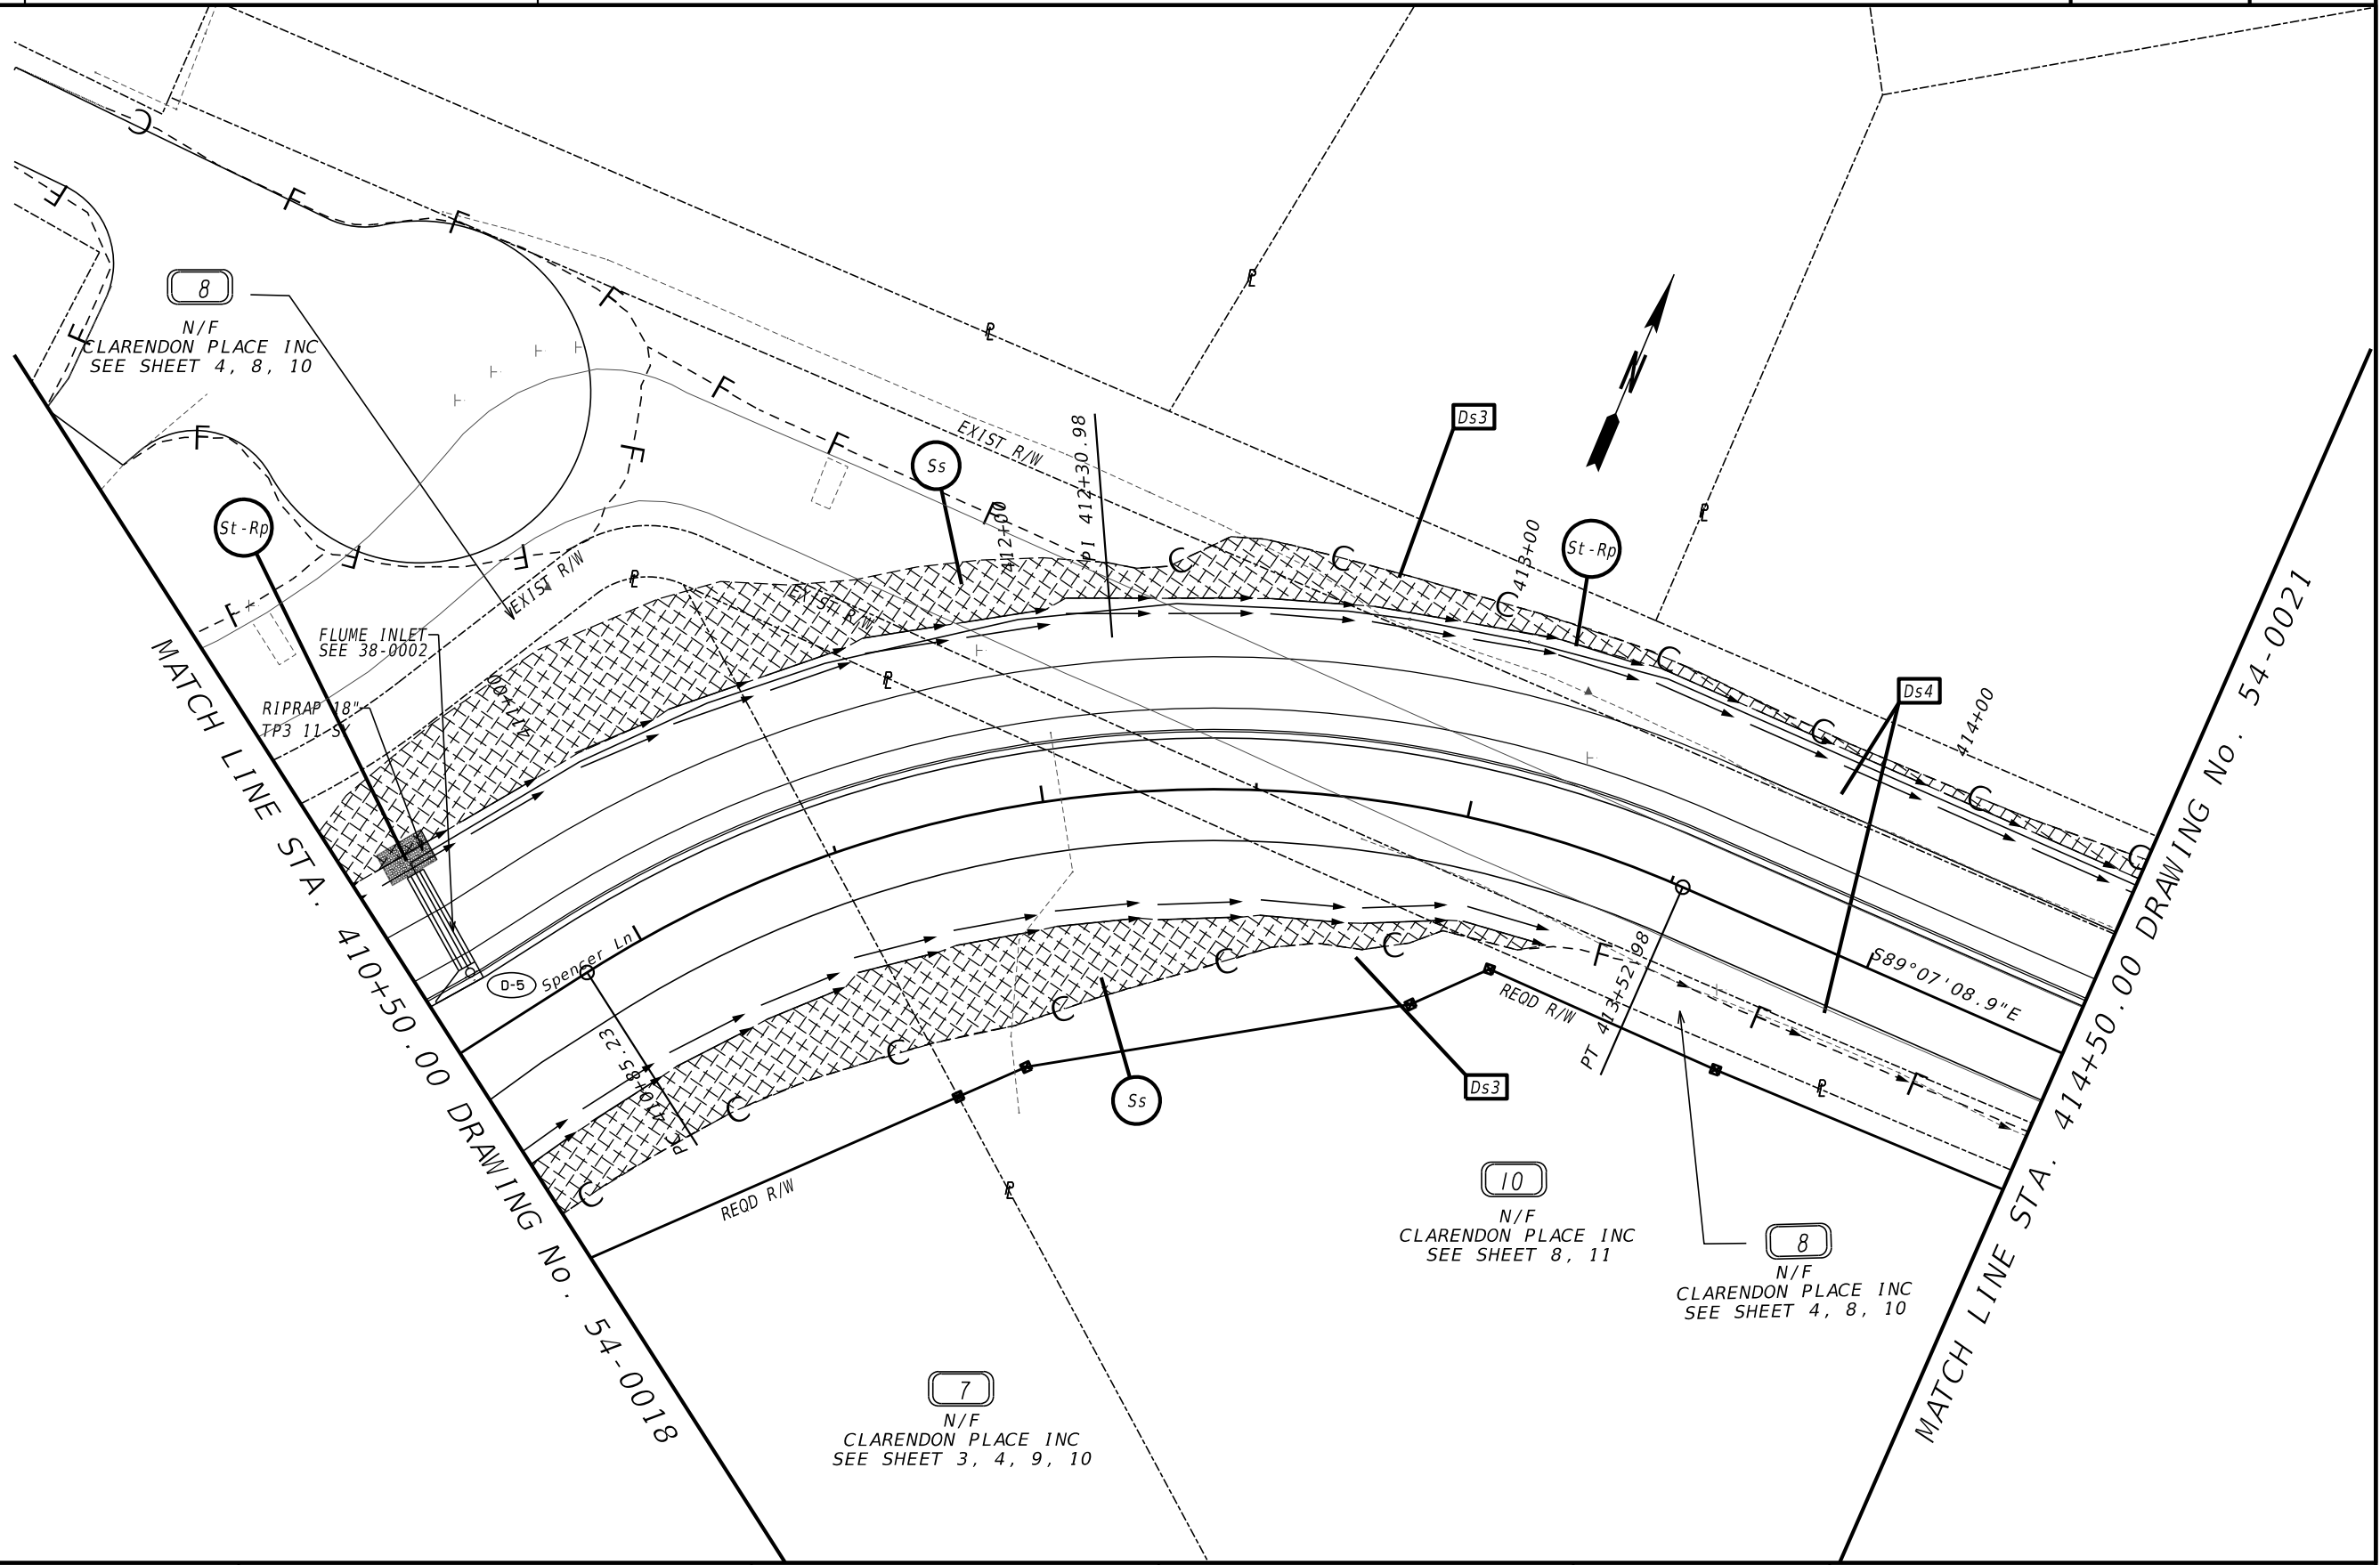 8
N/F
CLARENDON PLACE INC
SEE SHEET 4, 8, 10
St-Rp
FLUME INLET
SEE 38-0002
RIPRAP 18"
TP3 11 SY
EXIST R/W
EXIST R/W
EXIST R/W
Ss
Ds3
N
St-Rp
Ds4
411+00
412+00
PI 412+30.98
413+00
414+00
MATCH LINE STA. 410+50.00 DRAWING No. 54-0018
MATCH LINE STA. 414+50.00 DRAWING No. 54-0021
D-5
Spencer Ln
PC 410+85.23
PT 413+52.98
S89°07'08.9"E
REQD R/W
REQD R/W
Ss
Ds3
10
N/F
CLARENDON PLACE INC
SEE SHEET 8, 11
8
N/F
CLARENDON PLACE INC
SEE SHEET 4, 8, 10
7
N/F
CLARENDON PLACE INC
SEE SHEET 3, 4, 9, 10